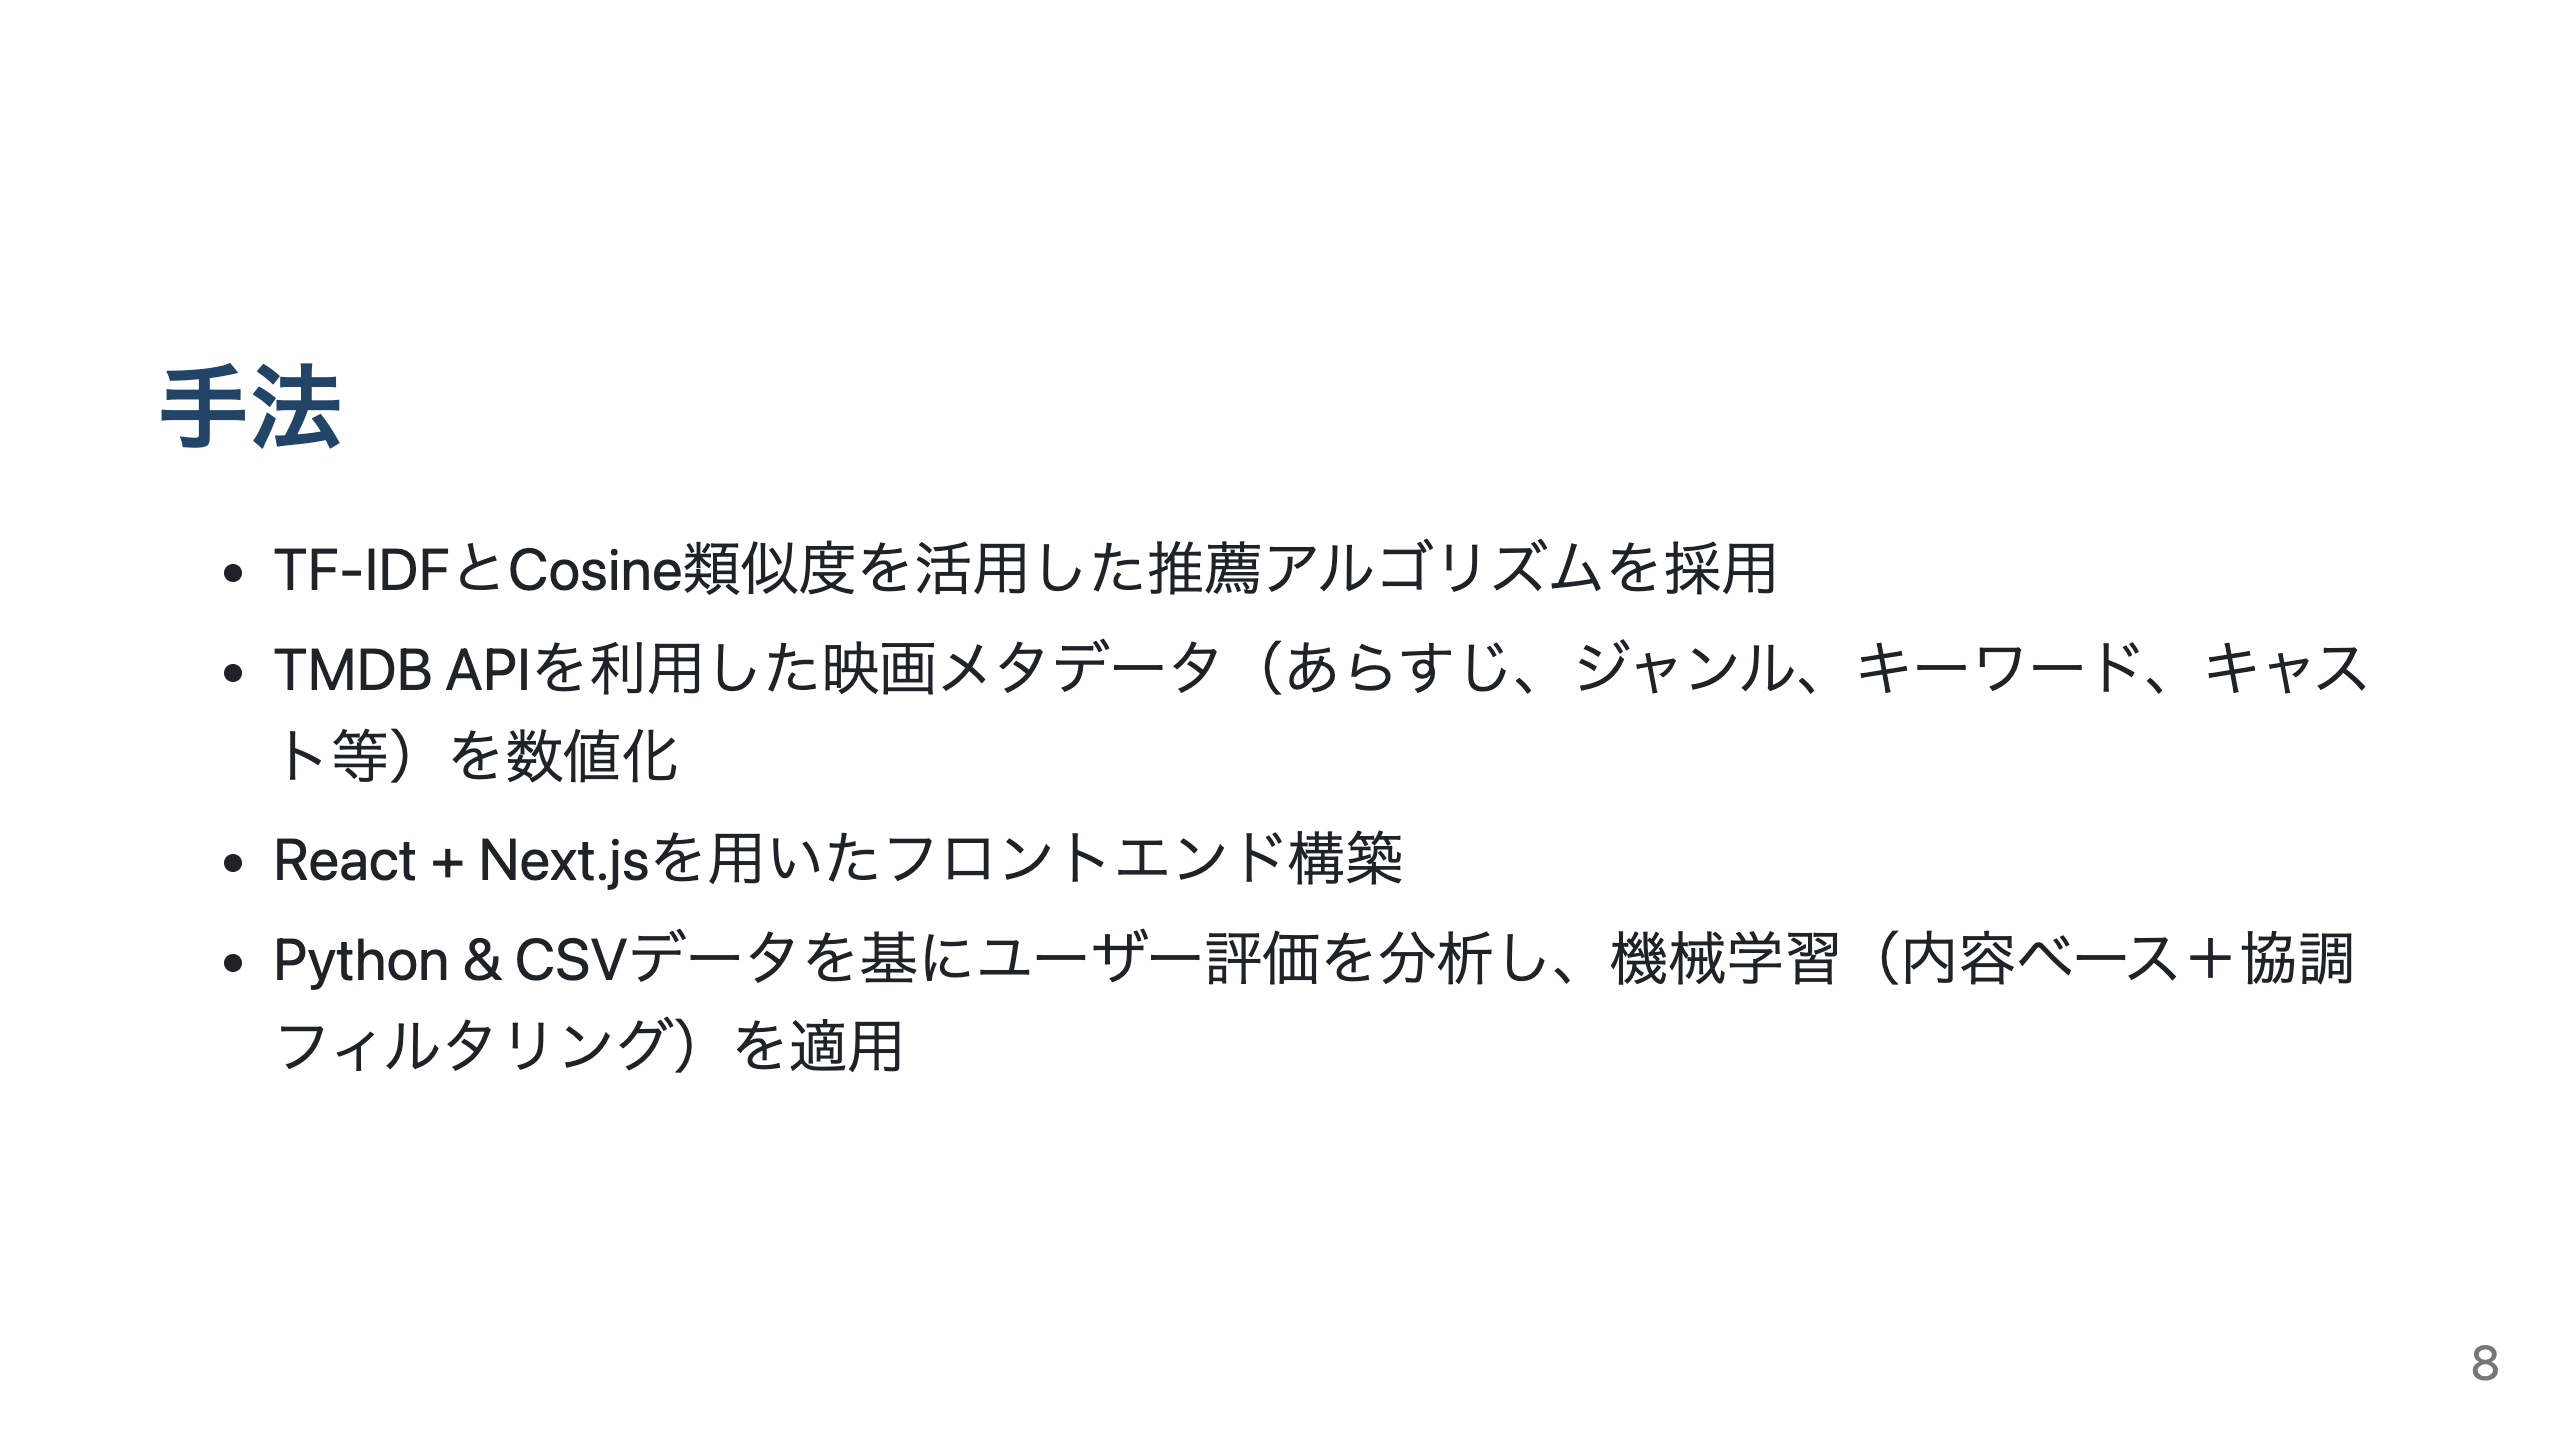 手法
• TF-IDFとCosine類似度を活用した推薦アルゴリズムを採用
• TMDB APIを利用した映画メタデータ（あらすじ、ジャンル、キーワード、キャス
ト等）を数値化
• React + Next.jsを用いたフロントエンド構築
• Python & CSVデータを基にユーザー評価を分析し、機械学習（内容ベース＋協調
フィルタリング）を適用
8